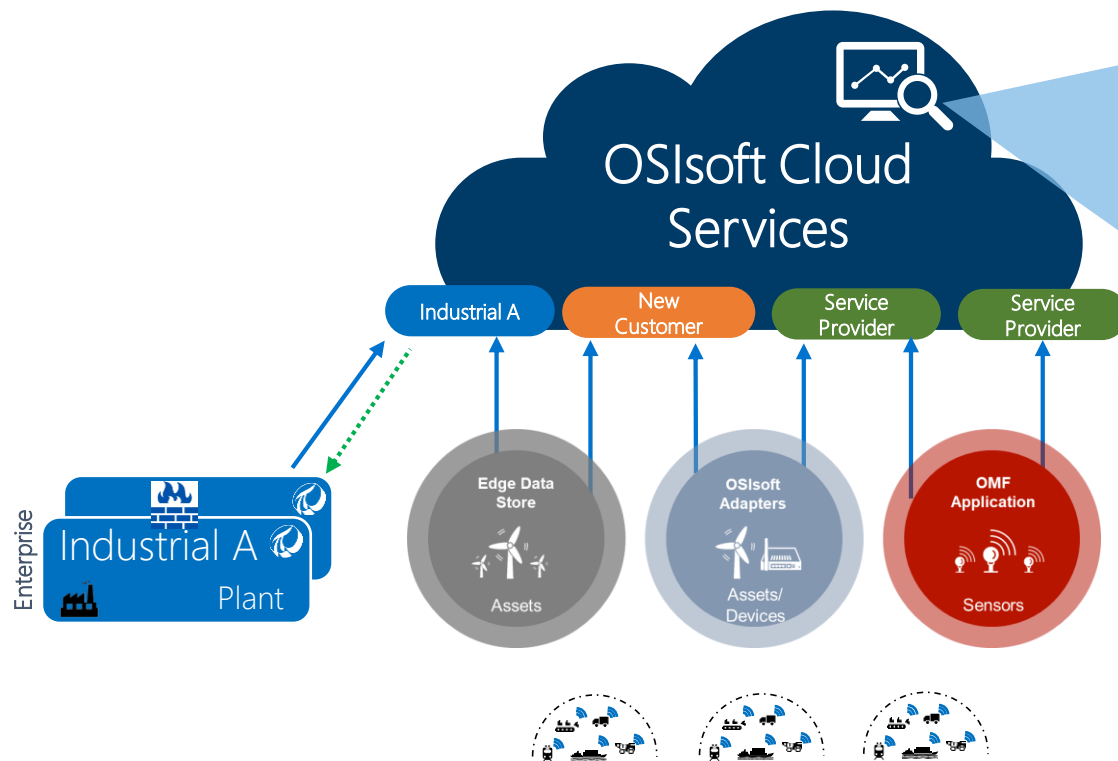 OSIsoft Cloud
Services
Industrial A
New
Customer
Service
Provider
Service
Provider
Enterprise
Industrial A
Plant
Edge Data
Store
Assets
OSIsoft
Adapters
Assets/
Devices
OMF
Application
Sensors